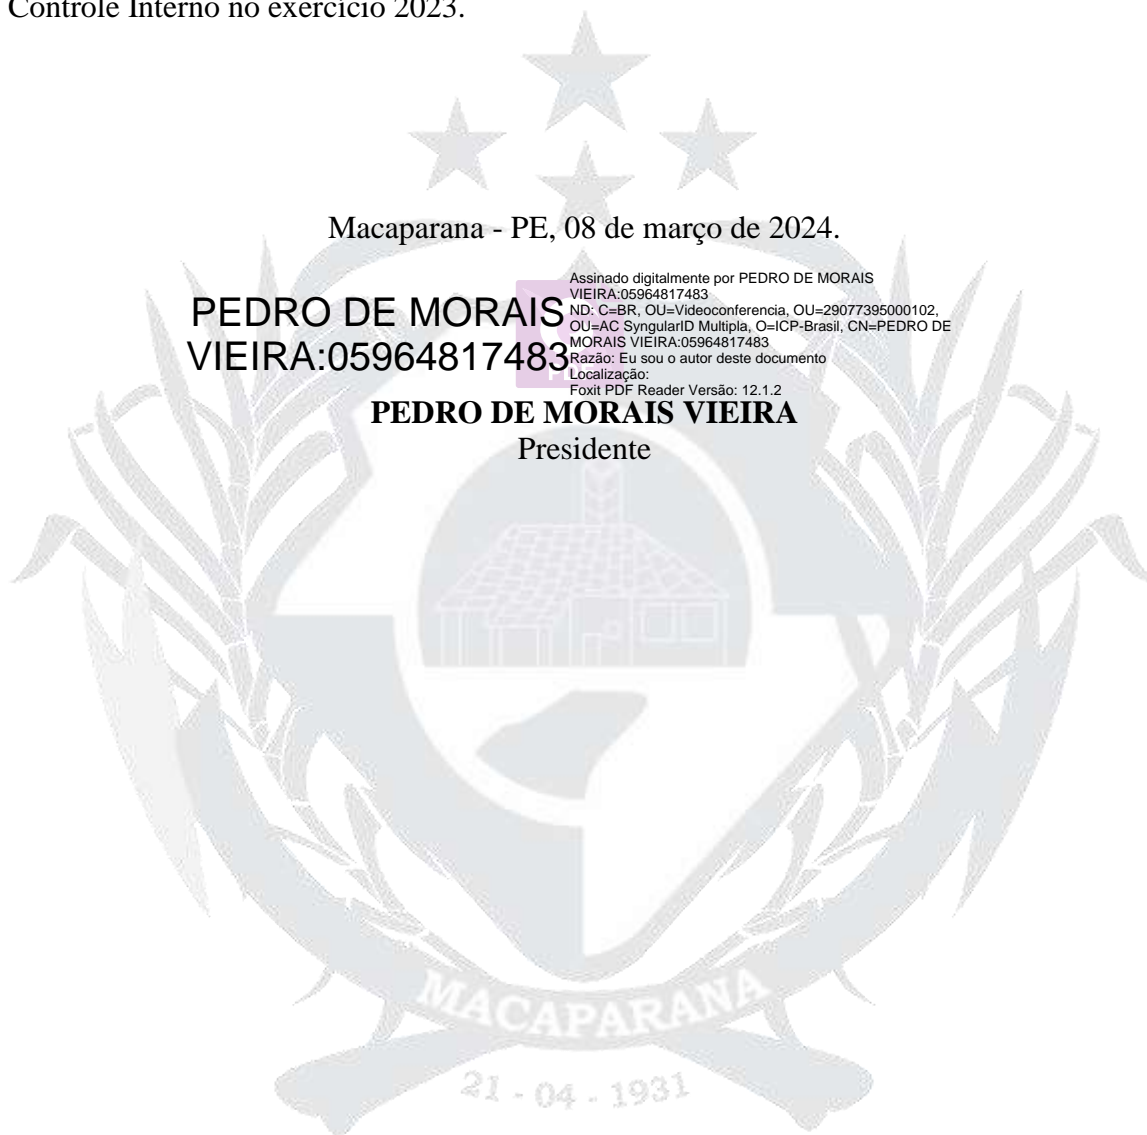 Controle Interno no exercício 2023.
Macaparana - PE, 08 de março de 2024.
PEDRO DE MORAIS
VIEIRA:05964817483
Assinado digitalmente por PEDRO DE MORAIS
VIEIRA:05964817483
ND: C=BR, OU=Videoconferencia, OU=29077395000102,
OU=AC SyngularID Multipla, O=ICP-Brasil, CN=PEDRO DE
MORAIS VIEIRA:05964817483
Razão: Eu sou o autor deste documento
Localização:
Foxit PDF Reader Versão: 12.1.2
PEDRO DE MORAIS VIEIRA
Presidente
MACAPARANA
21 - 04 - 1931